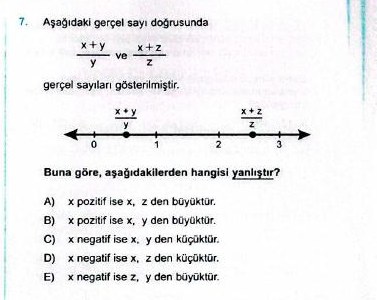 7. Aşağıdaki gerçel sayı doğrusunda
x + y / y ve x + z / z
gerçel sayıları gösterilmiştir.
x + y / y x + z / z
0 1 2 3
Buna göre, aşağıdakilerden hangisi yanlıştır?
A) x pozitif ise x, z den büyüktür.
B) x pozitif ise x, y den büyüktür.
C) x negatif ise x, y den küçüktür.
D) x negatif ise x, z den küçüktür.
E) x negatif ise z, y den büyüktür.